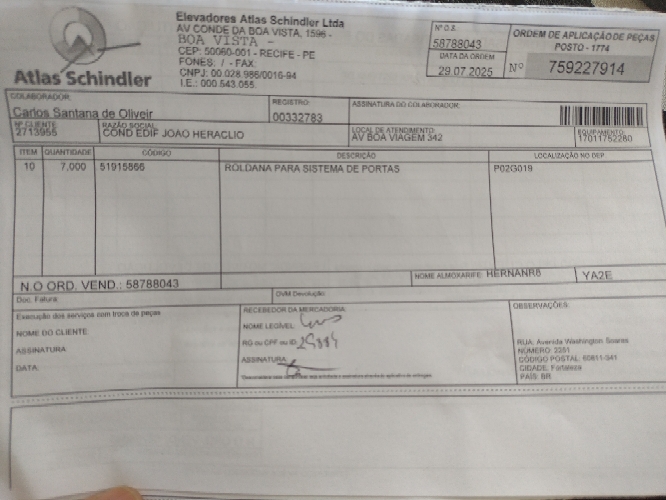 Elevadores Atlas Schindler Ltda
AV CONDE DA BOA VISTA, 1596 -
BOA VISTA -
CEP: 50060-001 - RECIFE - PE
FONES: / - FAX:
CNPJ: 00.028.986/0016-94
I.E.: 000.543.055.
Atlas Schindler
Nº O.S.
58788043
DATA DA ORDEM
29.07.2025
ORDEM DE APLICAÇÃO DE PEÇAS
POSTO - 1774
Nº 759227914
COLABORADOR:
Carlos Santana de Oliveir
REGISTRO:
00332783
ASSINATURA DO COLABORADOR:
Nº CLIENTE
2713955
RAZÃO SOCIAL
COND EDIF JOAO HERACLIO
LOCAL DE ATENDIMENTO:
AV BOA VIAGEM 342
EQUIPAMENTO:
17011762280
ITEM QUANTIDADE CÓDIGO DESCRIÇÃO LOCALIZAÇÃO NO DEP.
10 7,000 51915866 ROLDANA PARA SISTEMA DE PORTAS P02G019
N.O ORD. VEND.: 58788043
NOME ALMOXARIFE: HERNANR8
YA2E
Doc. Fatura:
OVM Devolução:
Execução dos serviços com troca de peças
NOME DO CLIENTE
ASSINATURA
DATA:
RECEBEDOR DA MERCADORIA:
NOME LEGÍVEL:
RG ou CPF ou ID:
ASSINATURA:
OBSERVAÇÕES:
RUA: Avenida Washington Soares
NÚMERO: 2251
CÓDIGO POSTAL: 60811-341
CIDADE: Fortaleza
PAÍS: BR